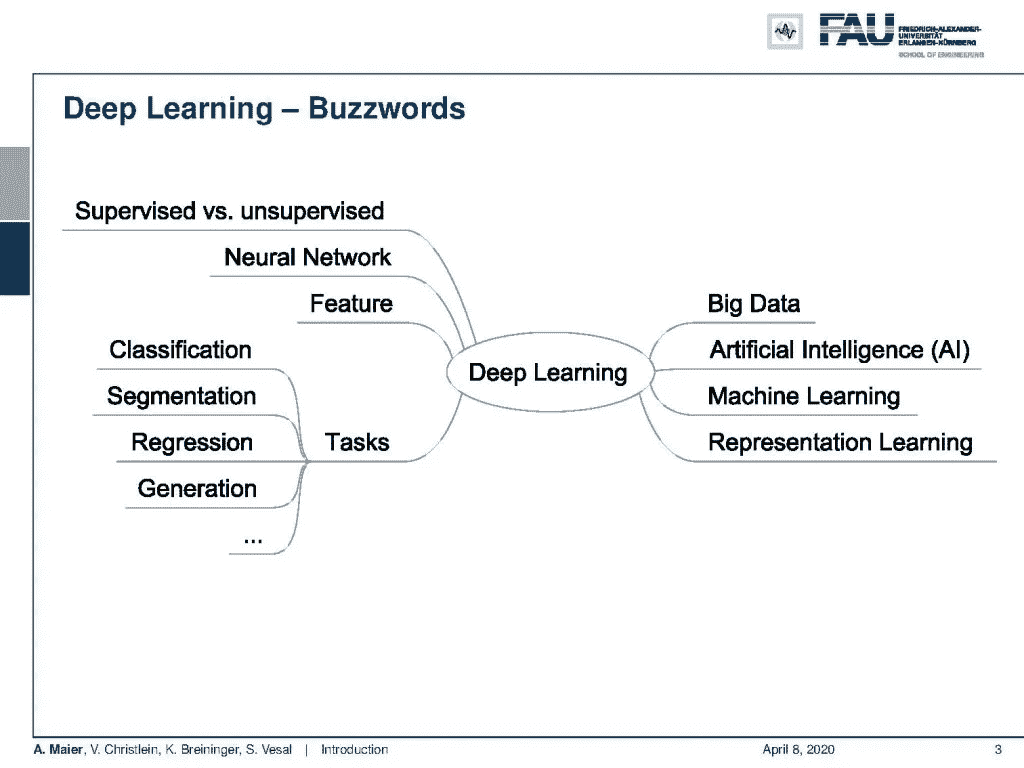 FAU
FRIEDRICH-ALEXANDER-
UNIVERSITÄT
ERLANGEN-NÜRNBERG
SCHOOL OF ENGINEERING
Deep Learning – Buzzwords
Supervised vs. unsupervised
Neural Network
Feature
Classification
Segmentation
Regression
Generation
...
Tasks
Deep Learning
Big Data
Artificial Intelligence (AI)
Machine Learning
Representation Learning
A. Maier, V. Christlein, K. Breininger, S. Vesal | Introduction April 8, 2020 3